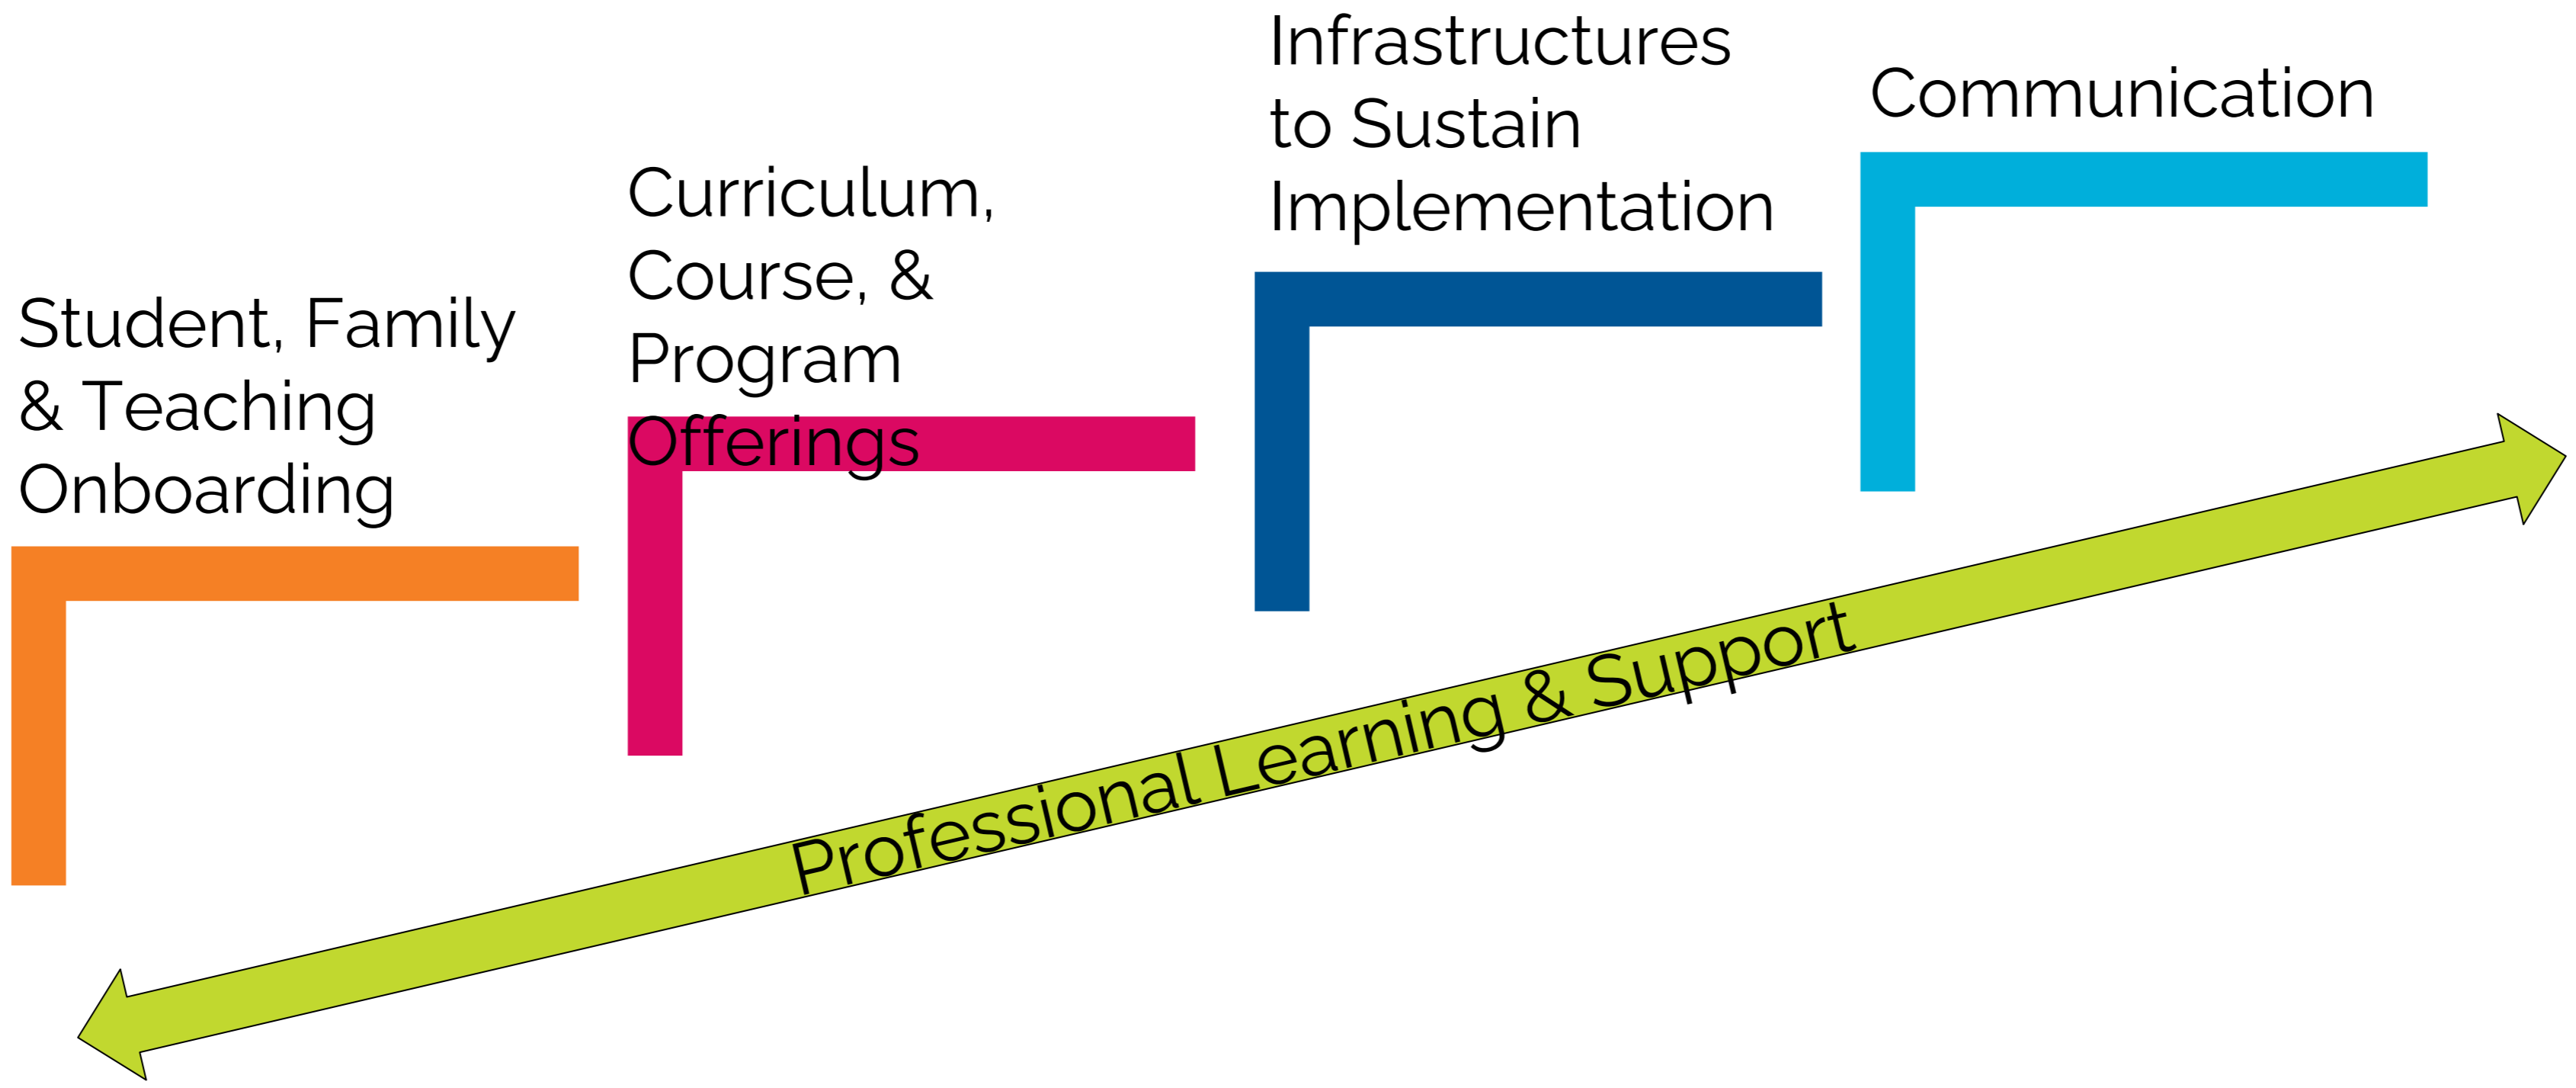 Student, Family
& Teaching
Onboarding
Curriculum,
Course, &
Program
Offerings
Infrastructures
to Sustain
Implementation
Communication
Professional Learning & Support